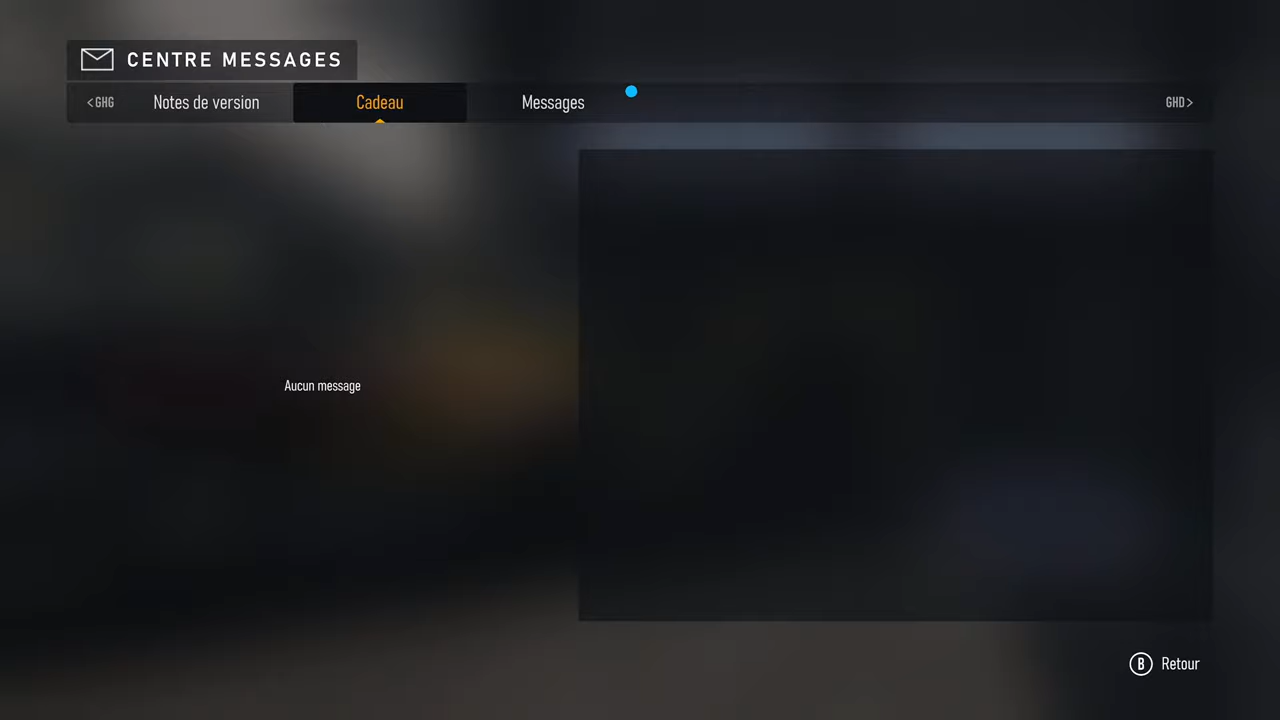 CENTRE MESSAGES
<GHG Notes de version Cadeau Messages GHD>
Aucun message
B Retour